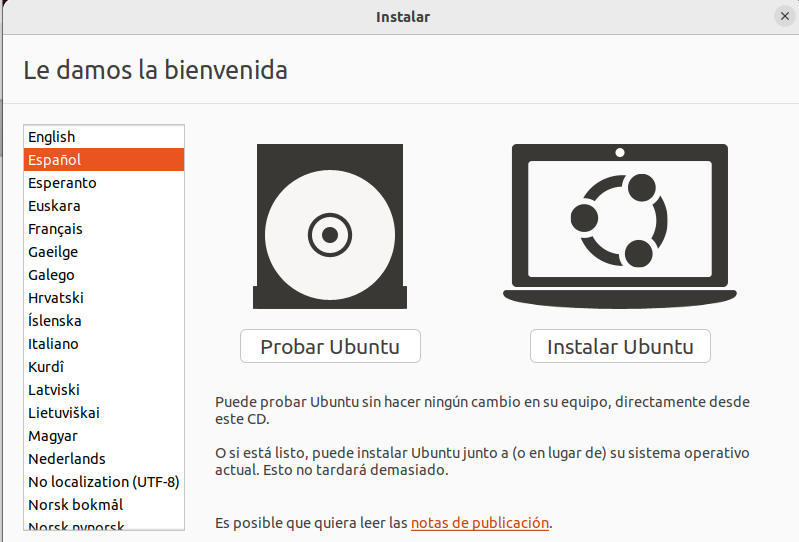 Instalar
Le damos la bienvenida
English
Español
Esperanto
Euskara
Français
Gaeilge
Galego
Hrvatski
Íslenska
Italiano
Kurdî
Latviski
Lietuviškai
Magyar
Nederlands
No localization (UTF-8)
Norsk bokmål
Norsk nynorsk
Probar Ubuntu
Instalar Ubuntu
Puede probar Ubuntu sin hacer ningún cambio en su equipo, directamente desde
este CD.
O si está listo, puede instalar Ubuntu junto a (o en lugar de) su sistema operativo
actual. Esto no tardará demasiado.
Es posible que quiera leer las notas de publicación.